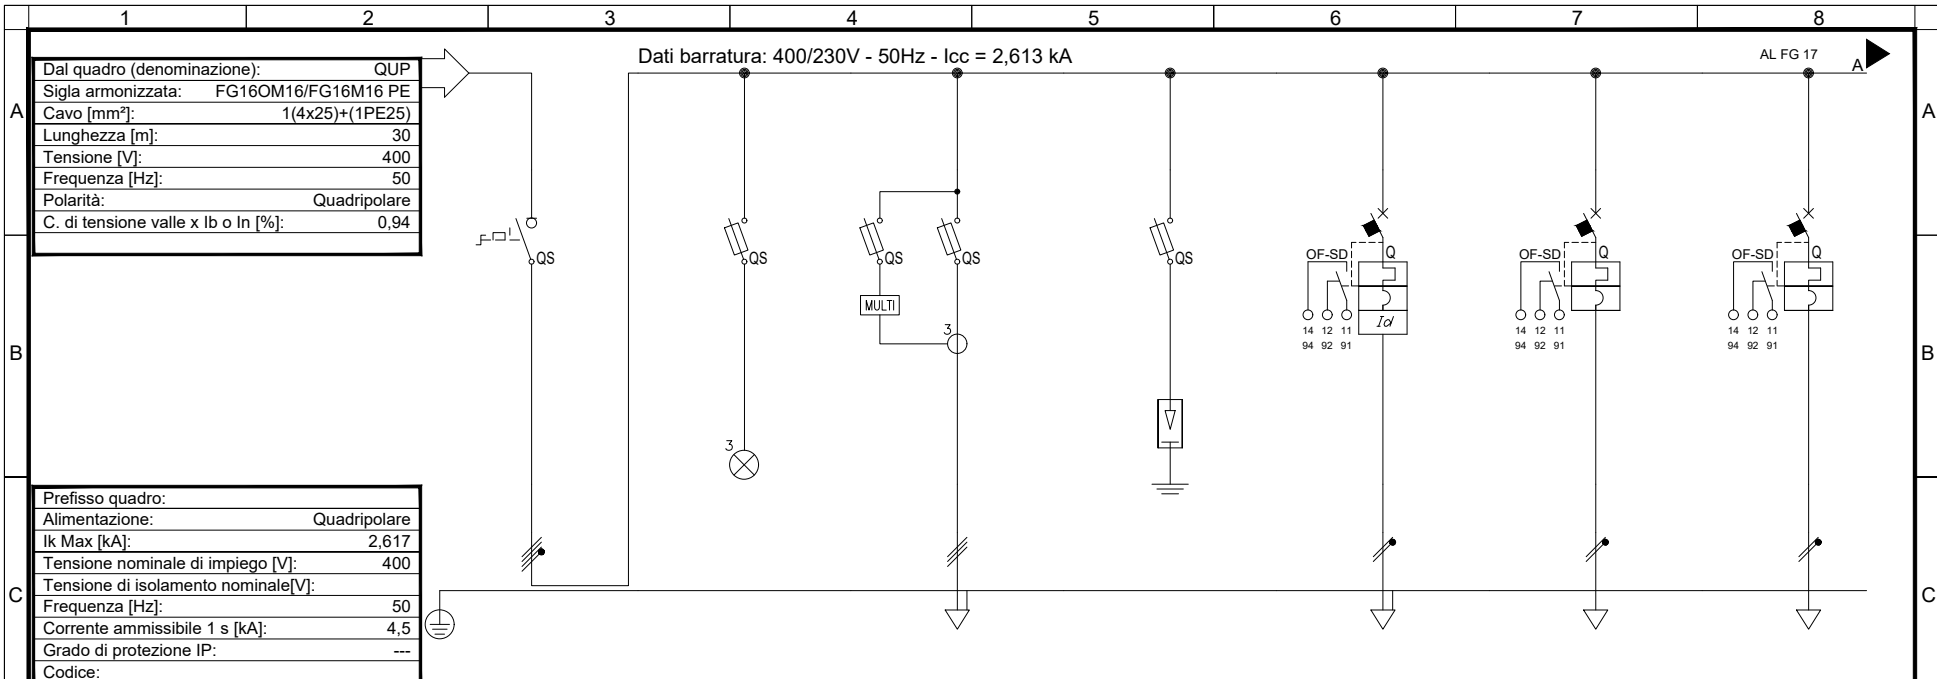 1 2 3 4 5 6 7 8
Dati barratura: 400/230V - 50Hz - Icc = 2,613 kA
AL FG 17
A
A
A
Dal quadro (denominazione): QUP
Sigla armonizzata: FG16OM16/FG16M16 PE
Cavo [mm²]: 1(4x25)+(1PE25)
Lunghezza [m]: 30
Tensione [V]: 400
Frequenza [Hz]: 50
Polarità: Quadripolare
C. di tensione valle x Ib o In [%]: 0,94
QS QS QS QS QS
OF-SD Q OF-SD Q OF-SD Q
MULTI
Id
14 12 11 14 12 11 14 12 11
94 92 91 94 92 91 94 92 91
3
B
B
3
Prefisso quadro:
Alimentazione: Quadripolare
Ik Max [kA]: 2,617
Tensione nominale di impiego [V]: 400
Tensione di isolamento nominale[V]:
Frequenza [Hz]: 50
Corrente ammissibile 1 s [kA]: 4,5
Grado di protezione IP: ---
Codice:
C
C